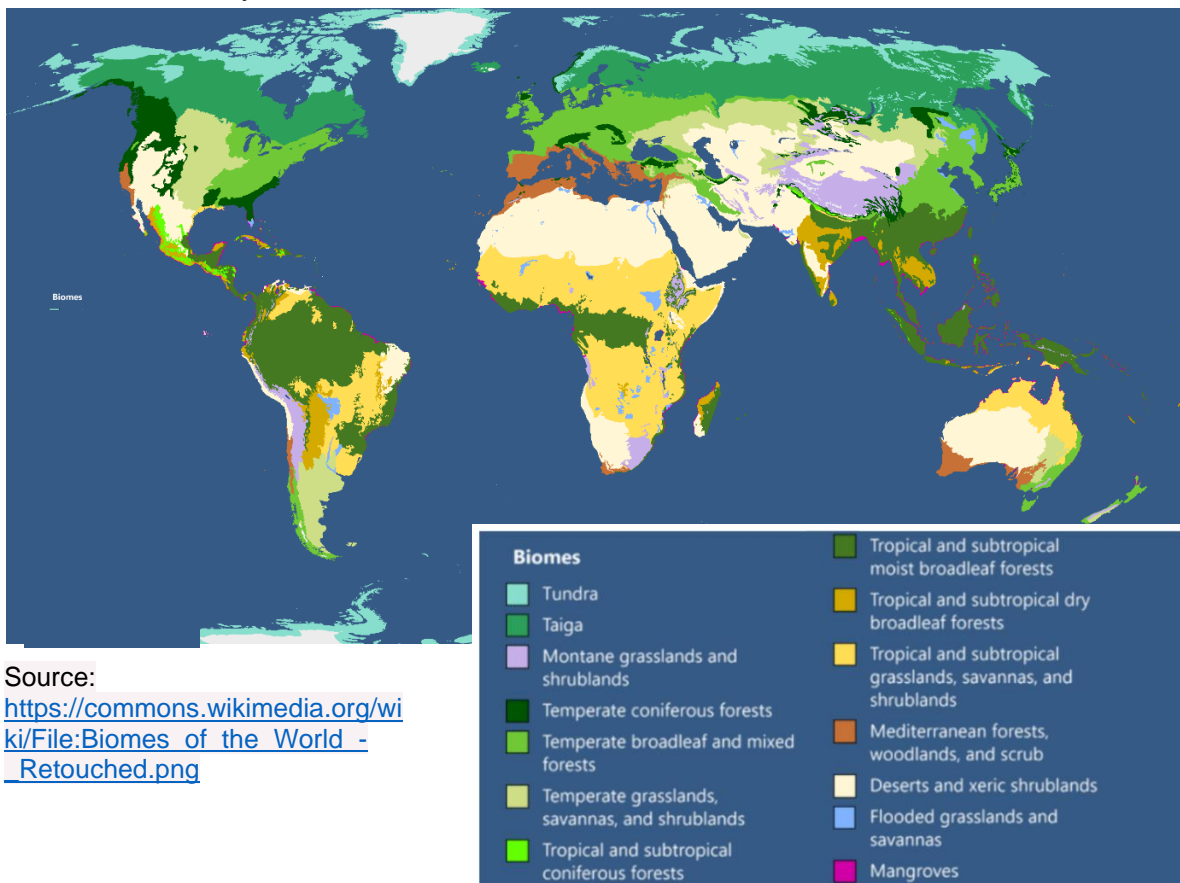 Biomes
Biomes
Tundra
Taiga
Montane grasslands and
shrublands
Temperate coniferous forests
Temperate broadleaf and mixed
forests
Temperate grasslands,
savannas, and shrublands
Tropical and subtropical
coniferous forests
Tropical and subtropical
moist broadleaf forests
Tropical and subtropical dry
broadleaf forests
Tropical and subtropical
grasslands, savannas, and
shrublands
Mediterranean forests,
woodlands, and scrub
Deserts and xeric shrublands
Flooded grasslands and
savannas
Mangroves
Source:
https://commons.wikimedia.org/wi
ki/File:Biomes_of_the_World_-
_Retouched.png